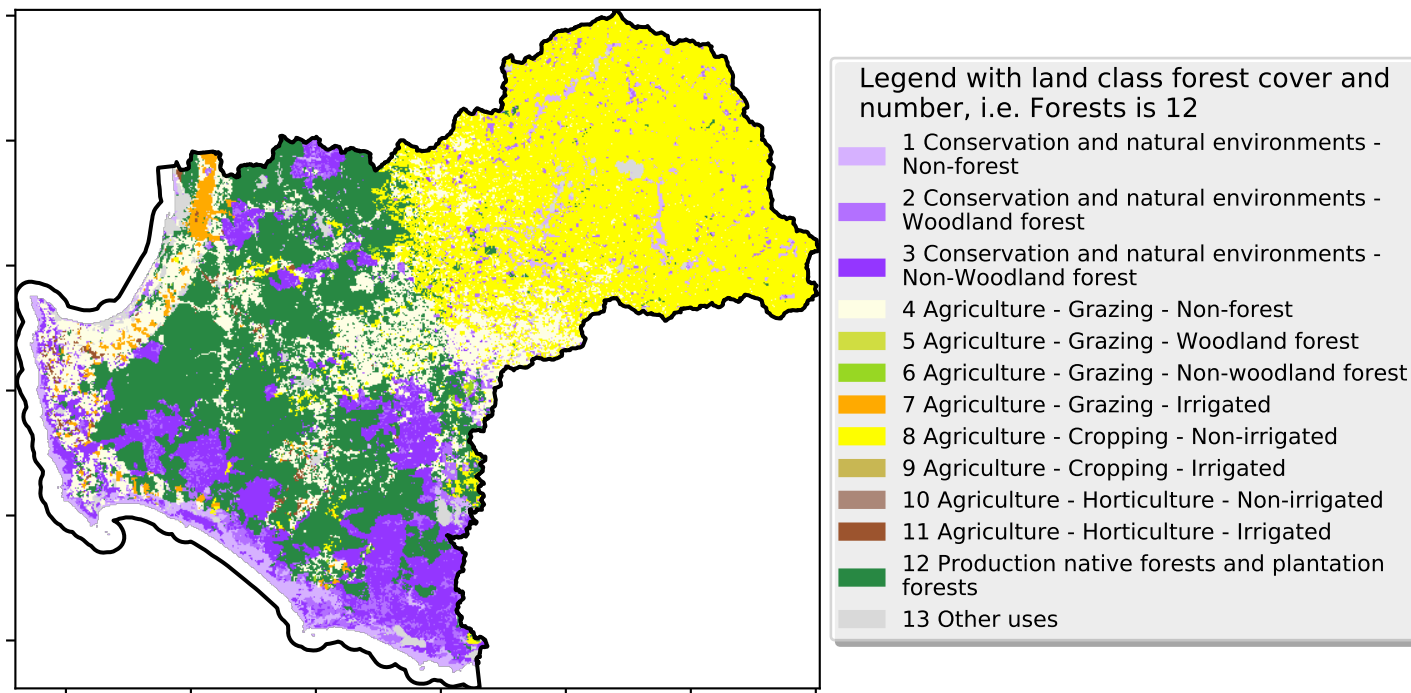 Legend with land class forest cover and
number, i.e. Forests is 12
1 Conservation and natural environments -
Non-forest
2 Conservation and natural environments -
Woodland forest
3 Conservation and natural environments -
Non-Woodland forest
4 Agriculture - Grazing - Non-forest
5 Agriculture - Grazing - Woodland forest
6 Agriculture - Grazing - Non-woodland forest
7 Agriculture - Grazing - Irrigated
8 Agriculture - Cropping - Non-irrigated
9 Agriculture - Cropping - Irrigated
10 Agriculture - Horticulture - Non-irrigated
11 Agriculture - Horticulture - Irrigated
12 Production native forests and plantation
forests
13 Other uses